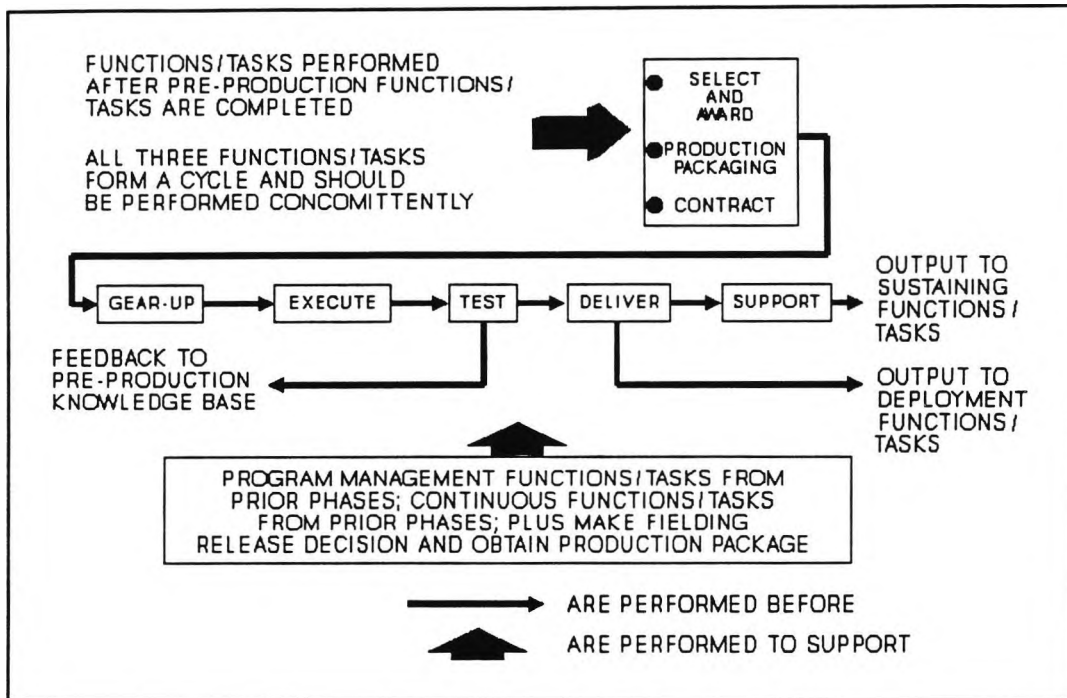 FUNCTIONS/TASKS PERFORMED
AFTER PRE-PRODUCTION FUNCTIONS/
TASKS ARE COMPLETED
ALL THREE FUNCTIONS/TASKS
FORM A CYCLE AND SHOULD
BE PERFORMED CONCOMITTENTLY
SELECT
AND
AWARD
PRODUCTION
PACKAGING
CONTRACT
GEAR-UP
EXECUTE
TEST
DELIVER
SUPPORT
OUTPUT TO
SUSTAINING
FUNCTIONS/
TASKS
FEEDBACK TO
PRE-PRODUCTION
KNOWLEDGE BASE
OUTPUT TO
DEPLOYMENT
FUNCTIONS/
TASKS
PROGRAM MANAGEMENT FUNCTIONS/TASKS FROM
PRIOR PHASES; CONTINUOUS FUNCTIONS/TASKS
FROM PRIOR PHASES; PLUS MAKE FIELDING
RELEASE DECISION AND OBTAIN PRODUCTION PACKAGE
ARE PERFORMED BEFORE
ARE PERFORMED TO SUPPORT